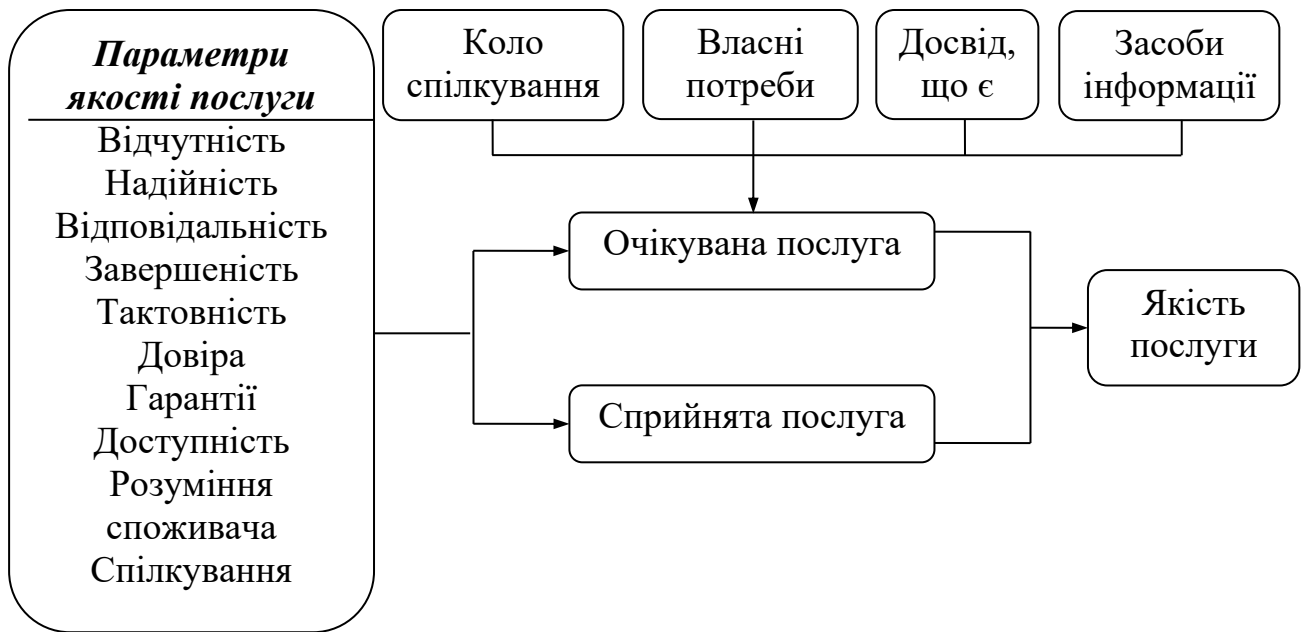 Параметри
якості послуги
Відчутність
Надійність
Відповідальність
Завершеність
Тактовність
Довіра
Гарантії
Доступність
Розуміння
споживача
Спілкування
Коло
спілкування
Власні
потреби
Досвід,
що є
Засоби
інформації
Очікувана послуга
Сприйнята послуга
Якість
послуги